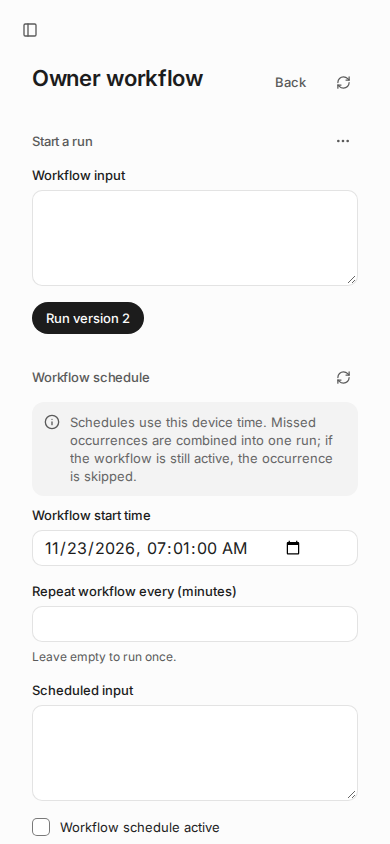 Owner workflow
Back
Start a run
Workflow input
Run version 2
Workflow schedule
Schedules use this device time. Missed
occurrences are combined into one run; if
the workflow is still active, the occurrence
is skipped.
Workflow start time
11/23/2026, 07:01:00 AM
Repeat workflow every (minutes)
Leave empty to run once.
Scheduled input
Workflow schedule active